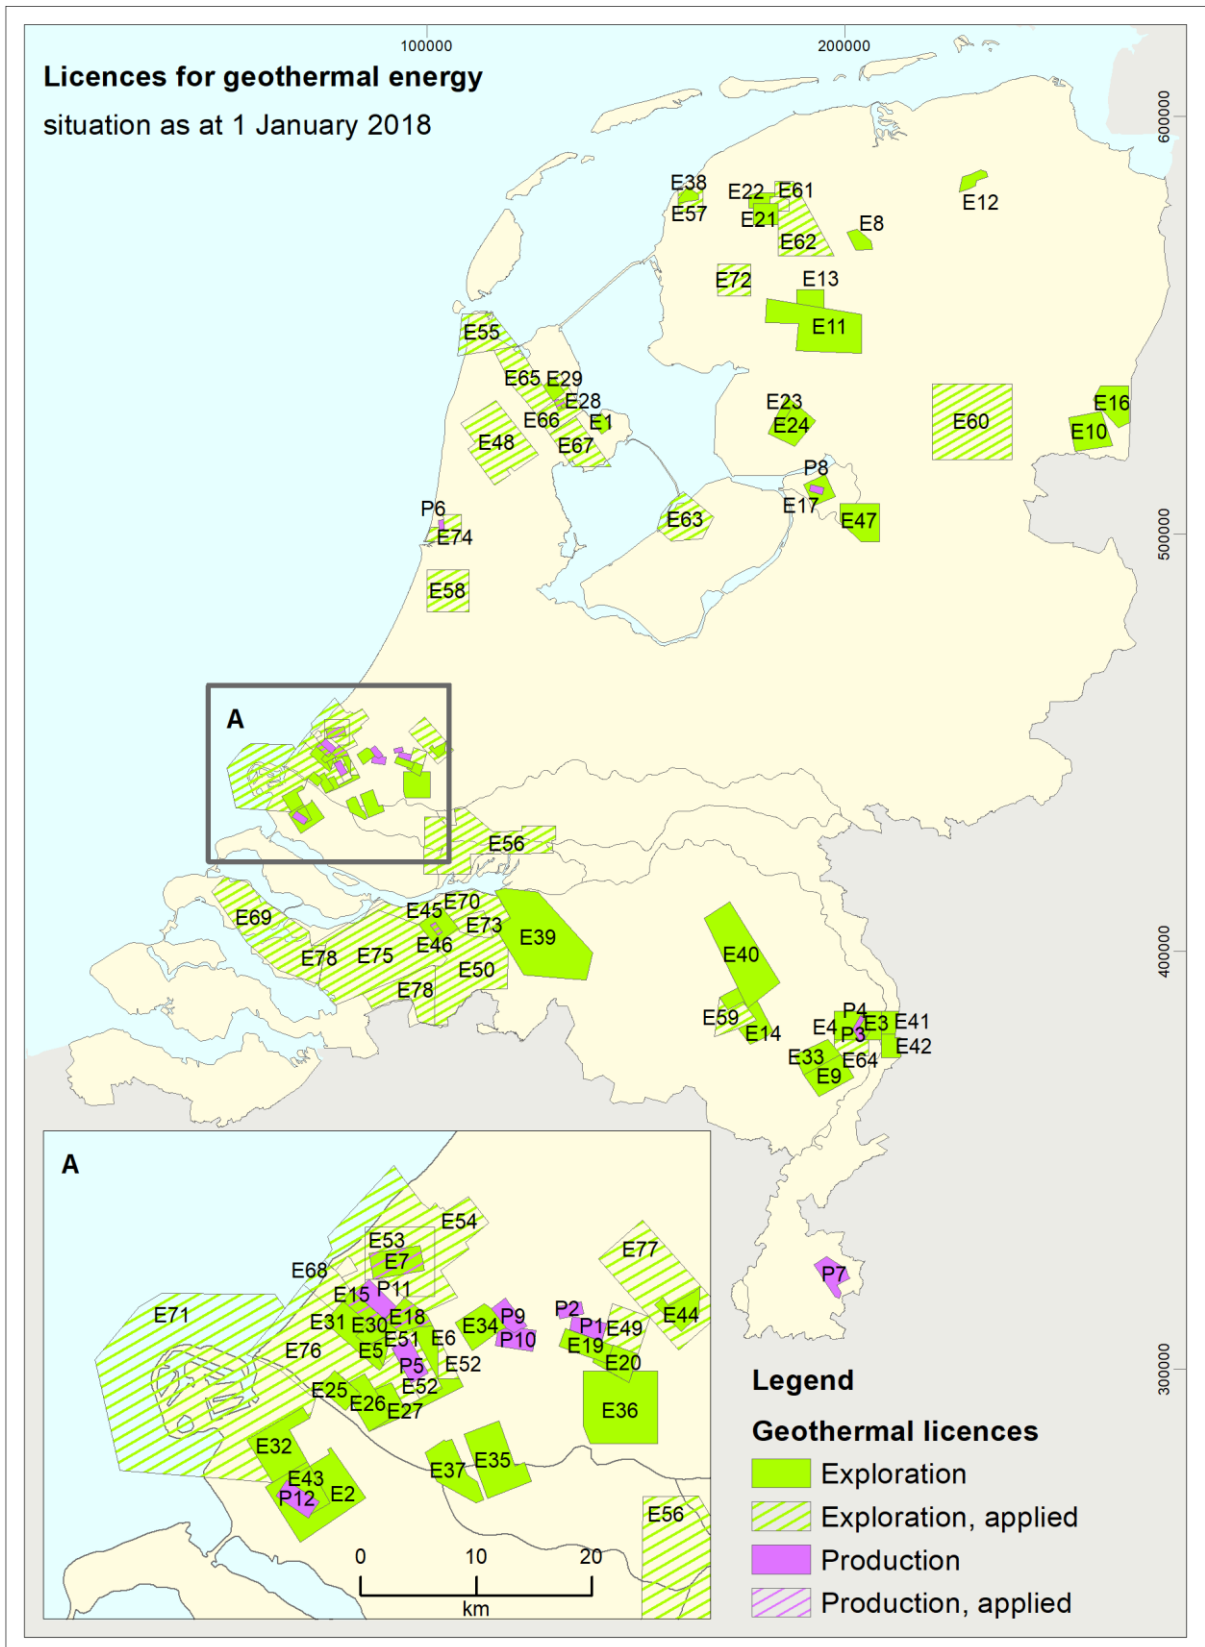 100000
200000
Licences for geothermal energy
situation as at 1 January 2018
600000
500000
400000
300000
E38
E57
E22
E61
E21
E62
E12
E8
E72
E13
E11
E55
E65
E29
E28
E66
E1
E48
E67
E23
E24
E60
E16
E10
P8
E17
E47
P6
E74
E63
E58
A
E56
E69
E45
E70
E73
E46
E75
E78
E50
E78
E39
E40
E59
E14
P4
E4
E3
E41
P3
E42
E33
E64
E9
P7
A
E54
E53
E7
E77
E68
P11
E15
E71
E31
E30
E18
P9
P2
P1
E44
E34
P10
E49
E51
E6
E19
E76
E5
P5
E52
E20
E25
E52
E26
E27
E36
E32
E35
E37
E43
E2
P12
E56
0
10
20
km
Legend
Geothermal licences
Exploration
Exploration, applied
Production
Production, applied